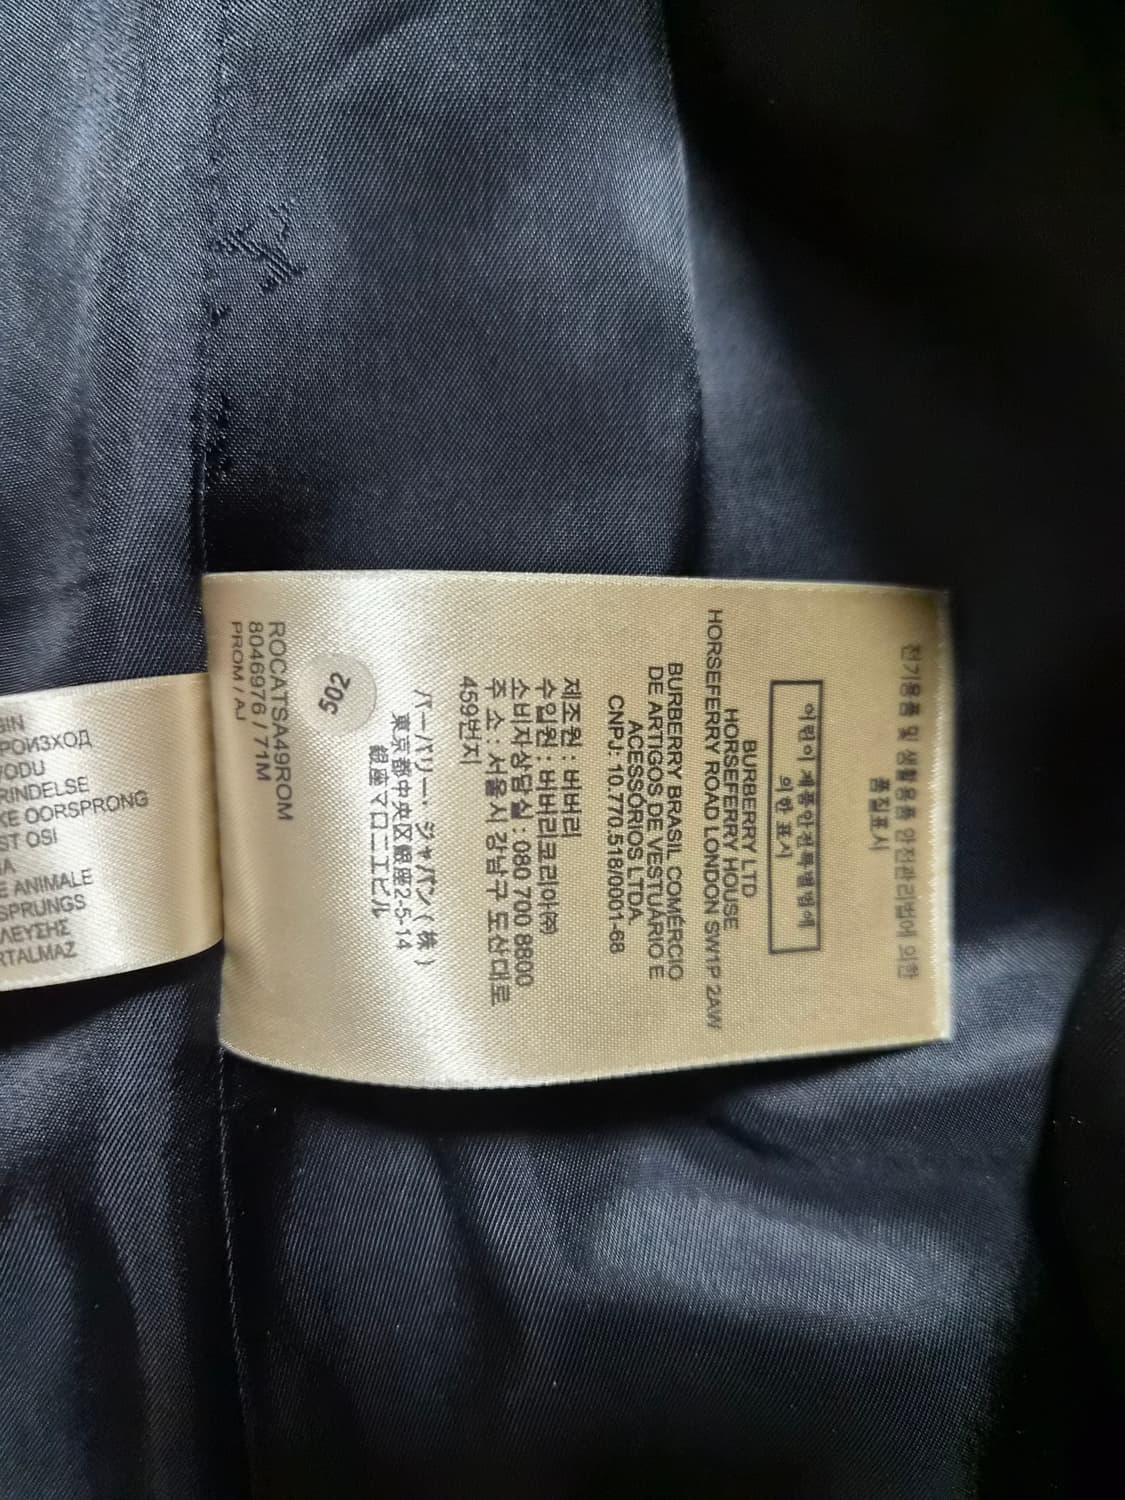 전기용품 및 생활용품 안전관리법에 의한
품질표시
어린이 제품안전특별법에
의한 표시
BURBERRY LTD
HORSEFERRY HOUSE
HORSEFERRY ROAD LONDON SW1P 2AW
BURBERRY BRASIL COMÉRCIO
DE ARTIGOS DE VESTUÁRIO E
ACESSÓRIOS LTDA.
CNPJ: 10.770.518/0001-68
제조원 : 버버리
수입원 : 버버리코리아㈜
소비자상담실 : 080 700 8800
주 소 : 서울시 강남구 도산대로
459번지
バーバリー・ジャパン(株)
東京都中央区銀座2-5-14
銀座マロニエビル
502
ROCATSA49ROM
8046976 / 71M
PROM / AJ
GIN
ПРОИЗХОД
VODU
RINDELSE
KE OORSPRONG
ST OSI
E ANIMALE
SPRUNGS
ΛΕΥΣΗΣ
RTALMAZ